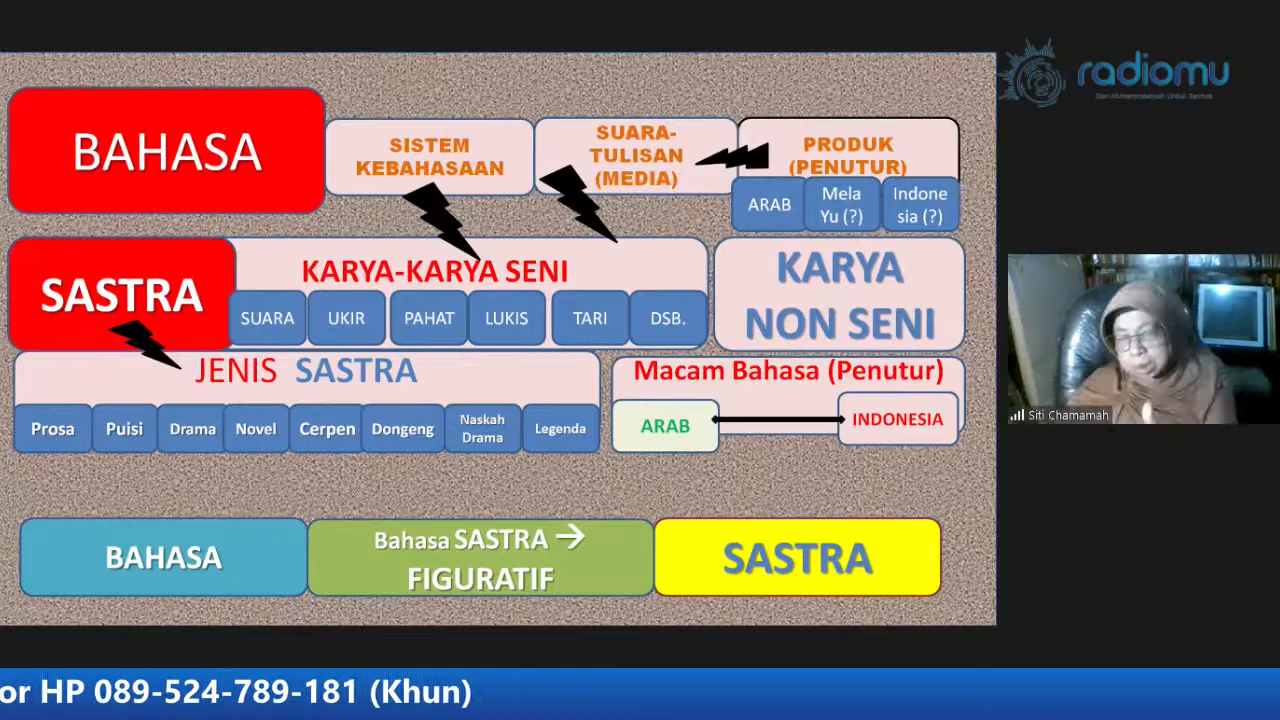 radiomu
BAHASA
SISTEM
KEBAHASAAN
SUARA-
TULISAN
(MEDIA)
PRODUK
(PENUTUR)
ARAB
Mela
Yu (?)
Indone
sia (?)
SASTRA
KARYA-KARYA SENI
SUARA
UKIR
PAHAT
LUKIS
TARI
DSB.
KARYA
NON SENI
JENIS SASTRA
Prosa
Puisi
Drama
Novel
Cerpen
Dongeng
Naskah
Drama
Legenda
Macam Bahasa (Penutur)
ARAB
INDONESIA
Siti Chamamah
BAHASA
Bahasa SASTRA →
FIGURATIF
SASTRA
or HP 089-524-789-181 (Khun)